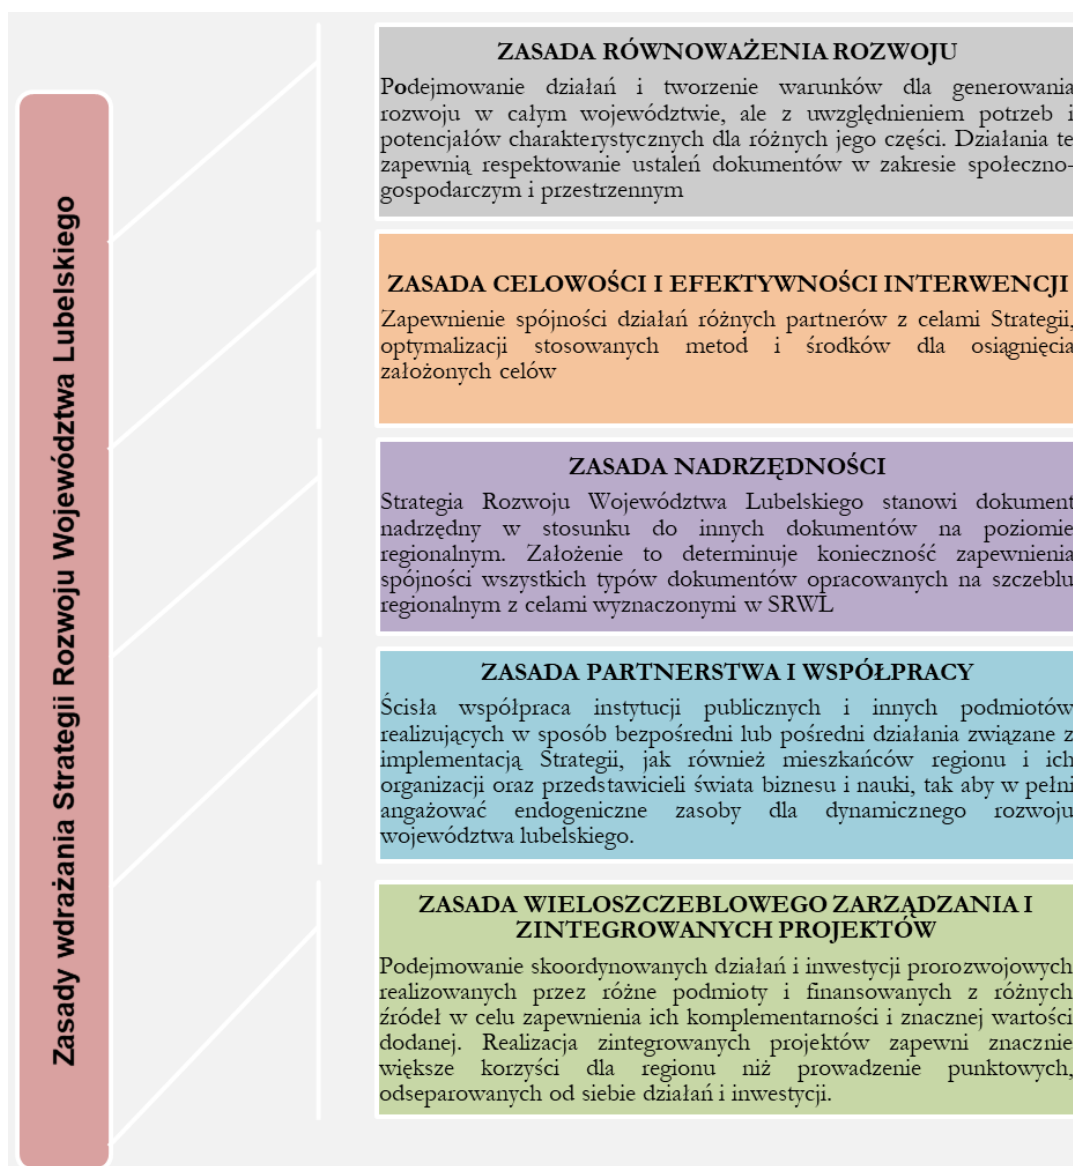 Zasady wdrażania Strategii Rozwoju Województwa Lubelskiego
ZASADA RÓWNOWAŻENIA ROZWOJU
Podejmowanie działań i tworzenie warunków dla generowania
rozwoju w całym województwie, ale z uwzględnieniem potrzeb i
potencjałów charakterystycznych dla różnych jego części. Działania te
zapewnią respektowanie ustaleń dokumentów w zakresie społeczno-
gospodarczym i przestrzennym
ZASADA CELOWOŚCI I EFEKTYWNOŚCI INTERWENCJI
Zapewnienie spójności działań różnych partnerów z celami Strategii,
optymalizacji stosowanych metod i środków dla osiągnięcia
założonych celów
ZASADA NADRZĘDNOŚCI
Strategia Rozwoju Województwa Lubelskiego stanowi dokument
nadrzędny w stosunku do innych dokumentów na poziomie
regionalnym. Założenie to determinuje konieczność zapewnienia
spójności wszystkich typów dokumentów opracowanych na szczeblu
regionalnym z celami wyznaczonymi w SRWL
ZASADA PARTNERSTWA I WSPÓŁPRACY
Ścisła współpraca instytucji publicznych i innych podmiotów
realizujących w sposób bezpośredni lub pośredni działania związane z
implementacją Strategii, jak również mieszkańców regionu i ich
organizacji oraz przedstawicieli świata biznesu i nauki, tak aby w pełni
angażować endogeniczne zasoby dla dynamicznego rozwoju
województwa lubelskiego.
ZASADA WIELOSZCZEBLOWEGO ZARZĄDZANIA I
ZINTEGROWANYCH PROJEKTÓW
Podejmowanie skoordynowanych działań i inwestycji prorozwojowych
realizowanych przez różne podmioty i finansowanych z różnych
źródeł w celu zapewnienia ich komplementarności i znacznej wartości
dodanej. Realizacja zintegrowanych projektów zapewni znacznie
większe korzyści dla regionu niż prowadzenie punktowych,
odseparowanych od siebie działań i inwestycji.